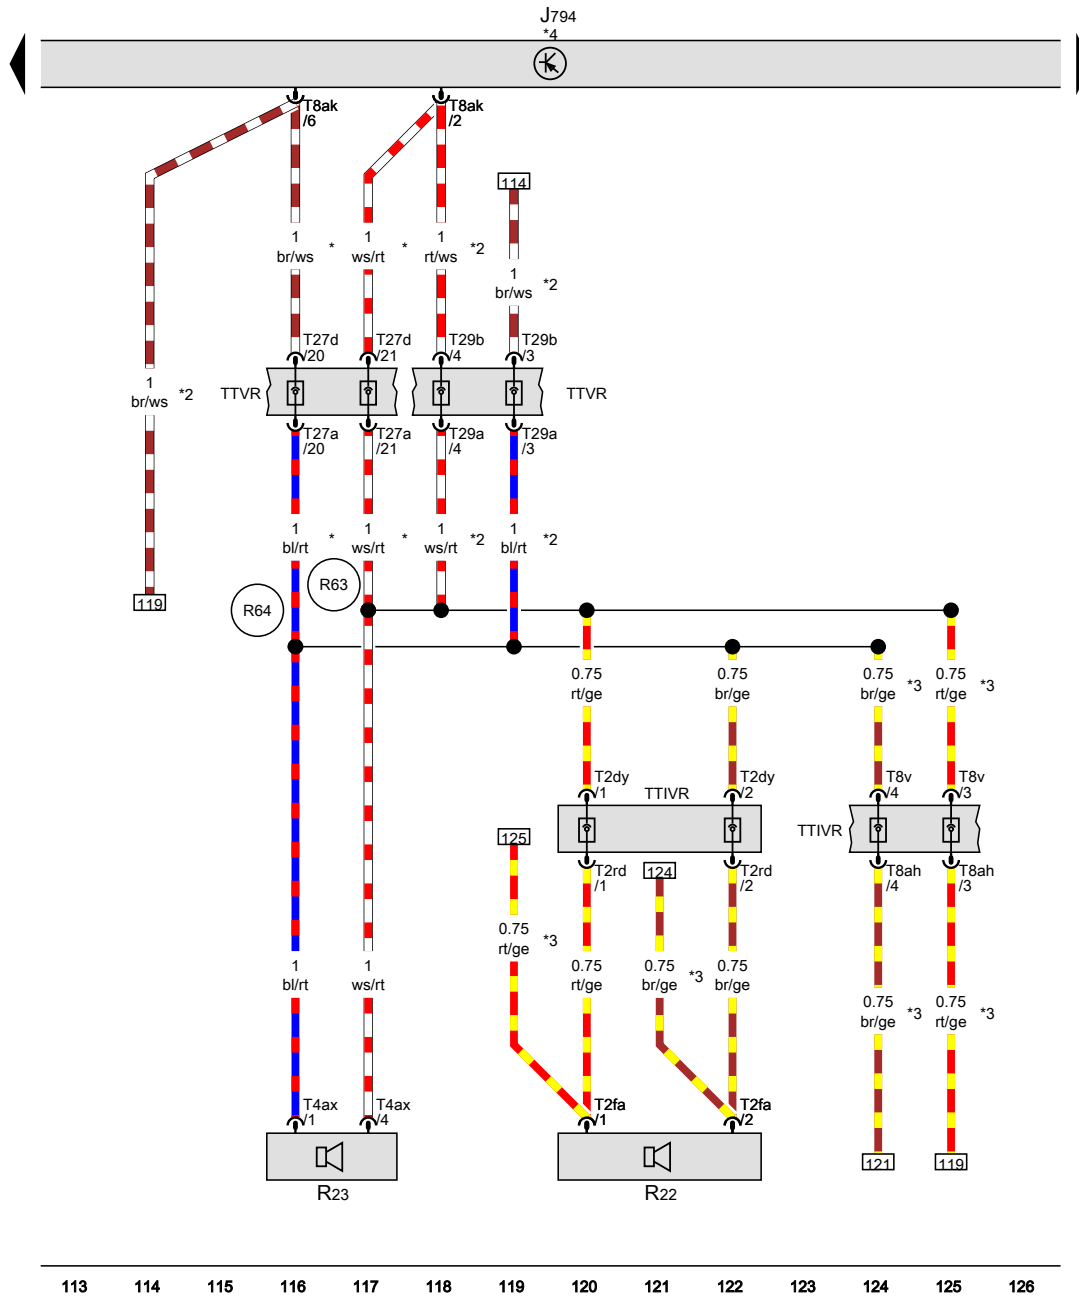 J794
*4
T8ak
/6
T8ak
/2
114
1
br/ws
*
1
ws/rt
*
1
rt/ws
*2
1
br/ws
*2
T27d
/20
T27d
/21
T29b
/4
T29b
/3
1
br/ws
*2
TTVR
TTVR
T27a
/20
T27a
/21
T29a
/4
T29a
/3
1
bl/rt
*
1
ws/rt
*
1
ws/rt
*2
1
bl/rt
*2
R63
119
R64
0.75
rt/ge
0.75
br/ge
0.75
br/ge
*3
0.75
rt/ge
*3
T2dy
/1
T2dy
/2
T8v
/4
T8v
/3
TTIVR
TTIVR
125
124
T2rd
/1
T2rd
/2
T8ah
/4
T8ah
/3
0.75
rt/ge
*3
1
bl/rt
1
ws/rt
0.75
rt/ge
0.75
br/ge
*3
0.75
br/ge
0.75
br/ge
*3
0.75
rt/ge
*3
T4ax
/1
T4ax
/4
T2fa
/1
T2fa
/2
121
119
R23
R22
113 114 115 116 117 118 119 120 121 122 123 124 125 126